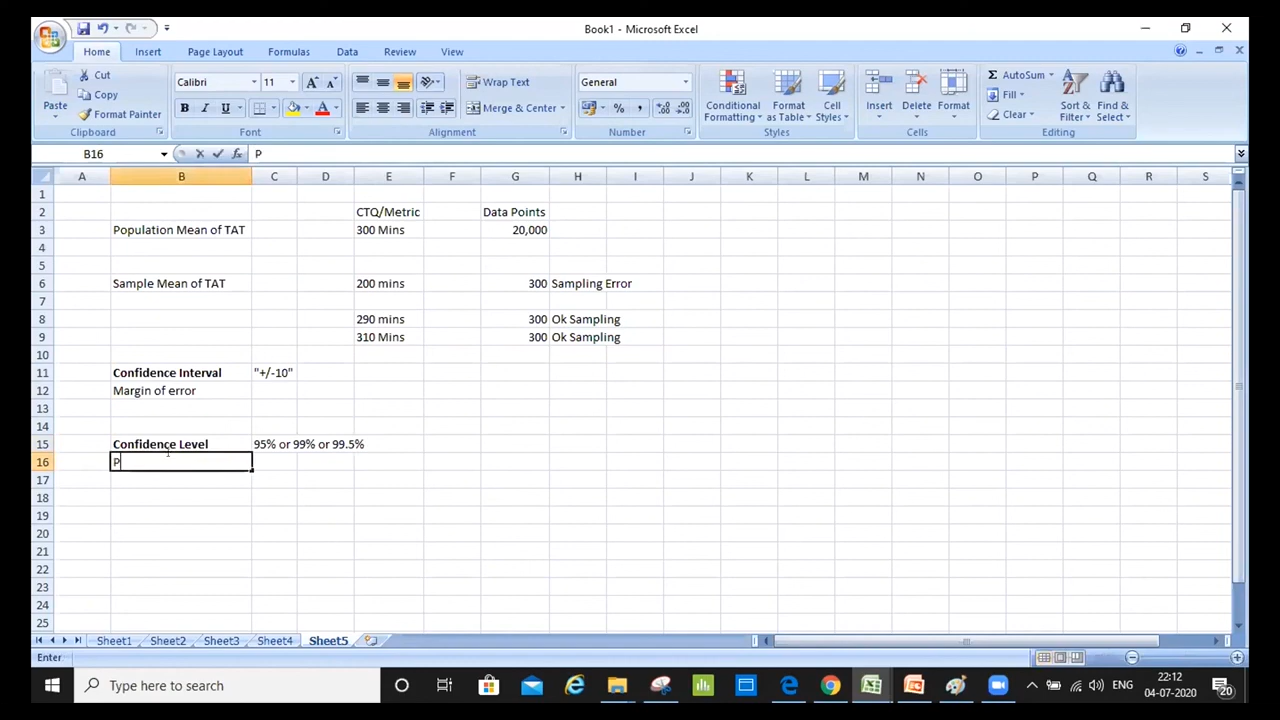 Book1 - Microsoft Excel
Home Insert Page Layout Formulas Data Review View
Cut
Copy
Format Painter
Paste
Clipboard
Calibri 11
B I U
Font
Wrap Text
Merge & Center
Alignment
General
Number
Conditional Formatting
Format as Table
Cell Styles
Styles
Insert Delete Format
Cells
AutoSum
Fill
Clear
Sort & Filter
Find & Select
Editing
B16 fx P
A B C D E F G H I J K L M N O P Q R S
1
2 CTQ/Metric Data Points
3 Population Mean of TAT 300 Mins 20,000
4
5
6 Sample Mean of TAT 200 mins 300 Sampling Error
7
8 290 mins 300 Ok Sampling
9 310 Mins 300 Ok Sampling
10
11 Confidence Interval "+/-10"
12 Margin of error
13
14
15 Confidence Level 95% or 99% or 99.5%
16 P
17
18
19
20
21
22
23
24
25
Sheet1 Sheet2 Sheet3 Sheet4 Sheet5
Enter
Type here to search
ENG
22:12
04-07-2020
20